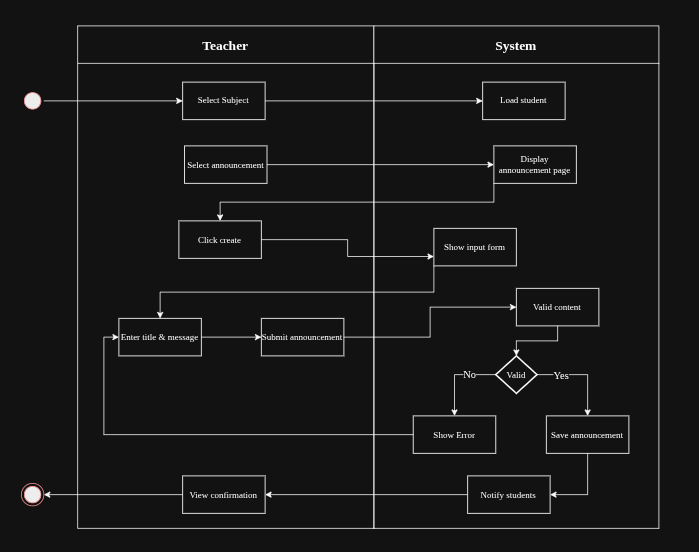 Teacher
System
Select Subject
Load student
Select announcement
Display
announcement page
Click create
Show input form
Valid content
Enter title & message
Submit announcement
Valid
No
Yes
Show Error
Save announcement
View confirmation
Notify students